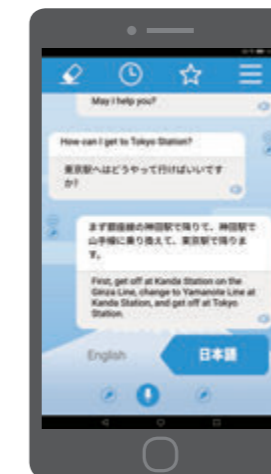 May I help you?
How can I get to Tokyo Station?
東京駅へはどうやって行けばいいです
か?
まず銀座線の神田駅で降りて、神田駅で
山手線に乗り換えて、東京駅で降りま
す。
First, get off at Kanda Station on the
Ginza Line, change to Yamanote Line at
Kanda Station, and get off at Tokyo
Station.
English
日本語